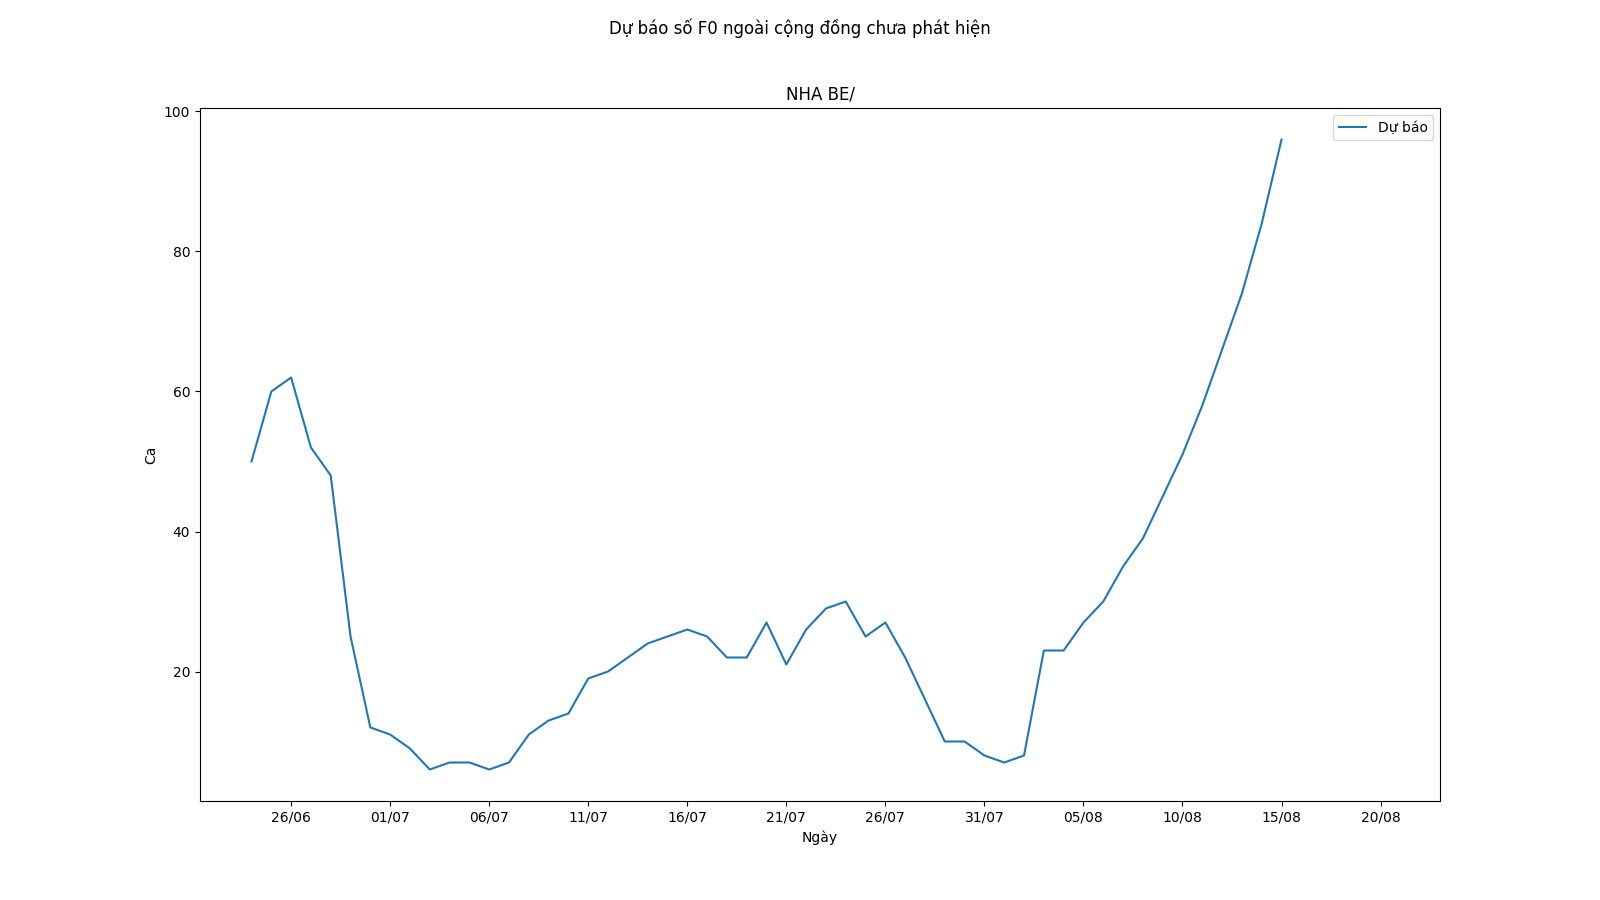 Dự báo số F0 ngoài cộng đồng chưa phát hiện
NHA BE/
Dự báo
100
80
60
40
20
Ca
26/06 01/07 06/07 11/07 16/07 21/07 26/07 31/07 05/08 10/08 15/08 20/08
Ngày